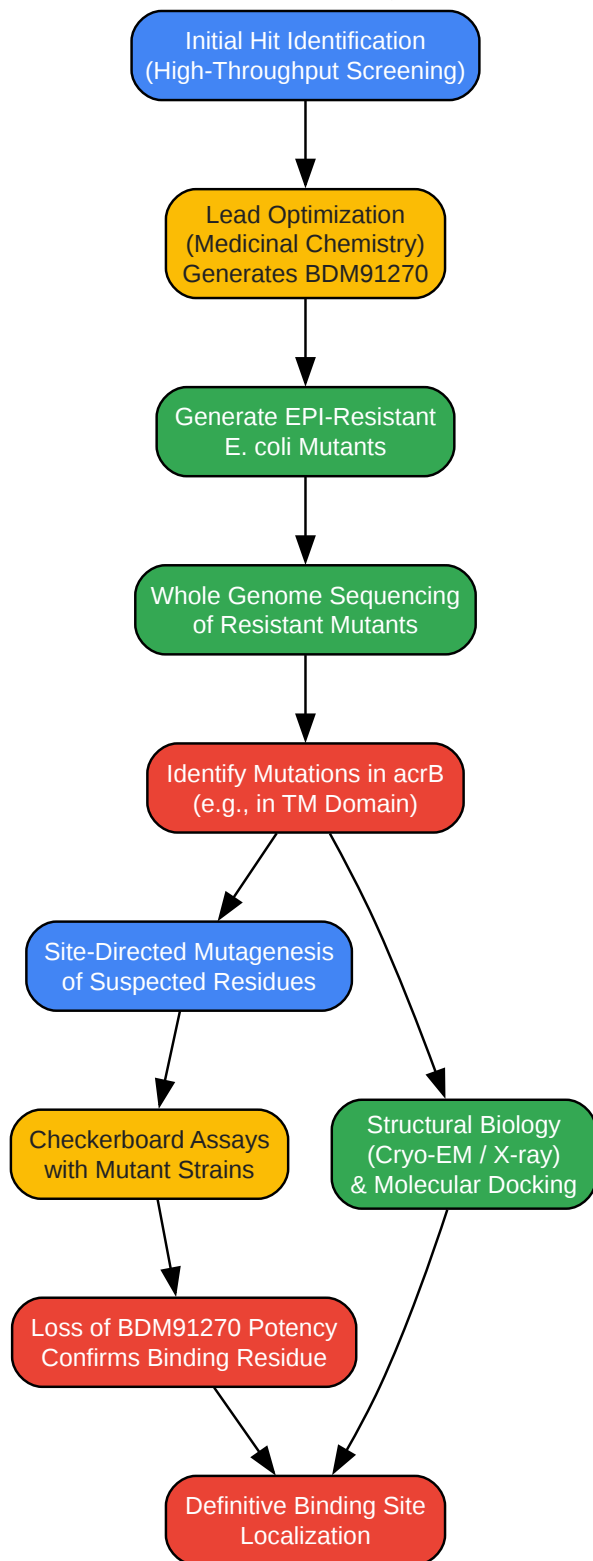 Initial Hit Identification
(High-Throughput Screening)
Lead Optimization
(Medicinal Chemistry)
Generates BDM91270
Generate EPI-Resistant
E. coli Mutants
Whole Genome Sequencing
of Resistant Mutants
Identify Mutations in acrB
(e.g., in TM Domain)
Site-Directed Mutagenesis
of Suspected Residues
Checkerboard Assays
with Mutant Strains
Structural Biology
(Cryo-EM / X-ray)
& Molecular Docking
Loss of BDM91270 Potency
Confirms Binding Residue
Definitive Binding Site
Localization